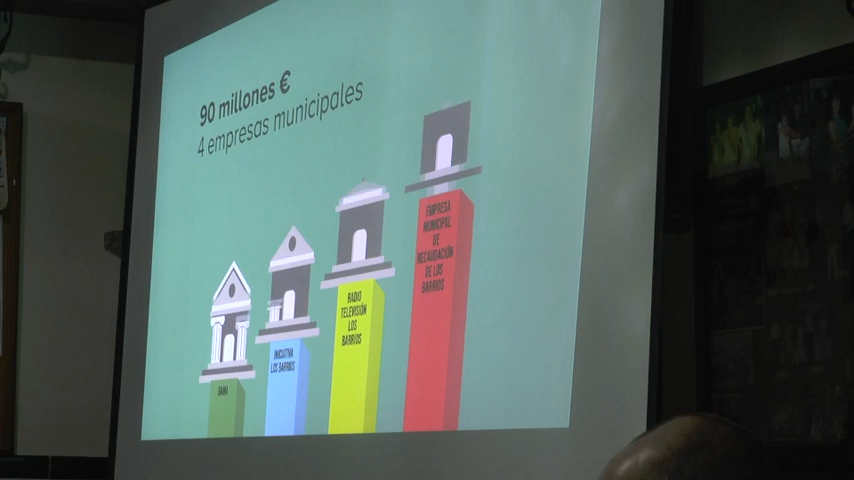 90 millones €
4 empresas municipales
EMPRESA
MUNICIPAL
DE
RECAUDACIÓN
DE LOS
BARRIOS
RADIO
TELEVISIÓN
LOS
BARRIOS
INICIATIVA
LOS BARRIOS
GAMA